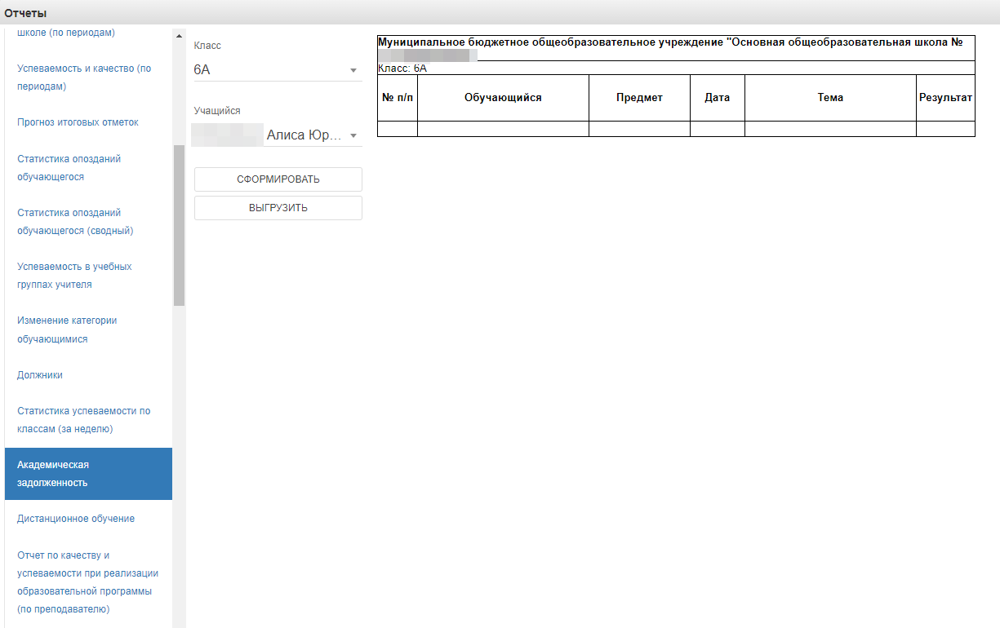 Отчеты
школе (по периодам)
Успеваемость и качество (по
периодам)
Прогноз итоговых отметок
Статистика опозданий
обучающегося
Статистика опозданий
обучающегося (сводный)
Успеваемость в учебных
группах учителя
Изменение категории
обучающимися
Должники
Статистика успеваемости по
классам (за неделю)
Академическая
задолженность
Дистанционное обучение
Отчет по качеству и
успеваемости при реализации
образовательной программы
(по преподавателю)
Класс
6А
Учащийся
Алиса Юр...
СФОРМИРОВАТЬ
ВЫГРУЗИТЬ
Муниципальное бюджетное общеобразовательное учреждение "Основная общеобразовательная школа №
Класс: 6А
№ п/п Обучающийся Предмет Дата Тема Результат